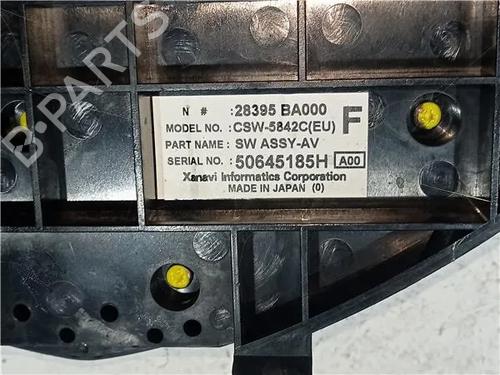 B-PARTS
N #  :28395 BA000
MODEL NO. :CSW-5842C(EU) F
PART NAME :SW ASSY-AV
SERIAL NO. :50645185H A00
Xanavi Informatics Corporation
MADE IN JAPAN (0)